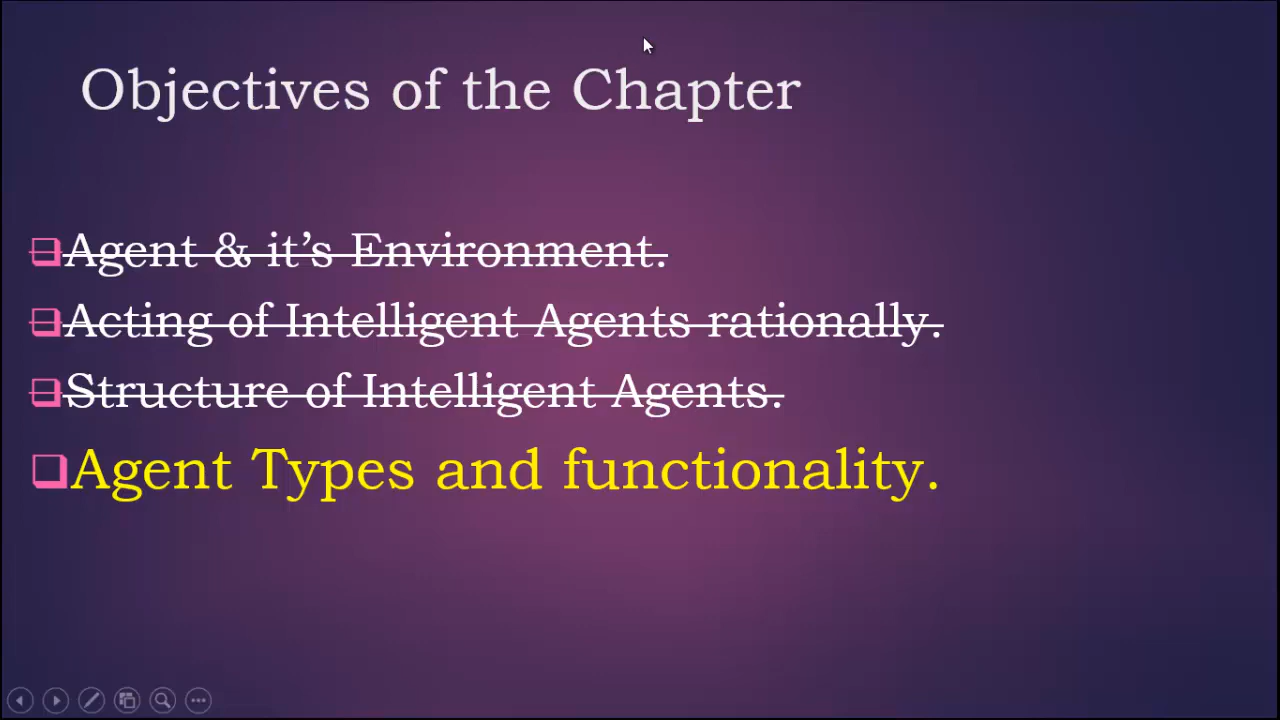 Objectives of the Chapter
Agent & it's Environment.
Acting of Intelligent Agents rationally.
Structure of Intelligent Agents.
Agent Types and functionality.